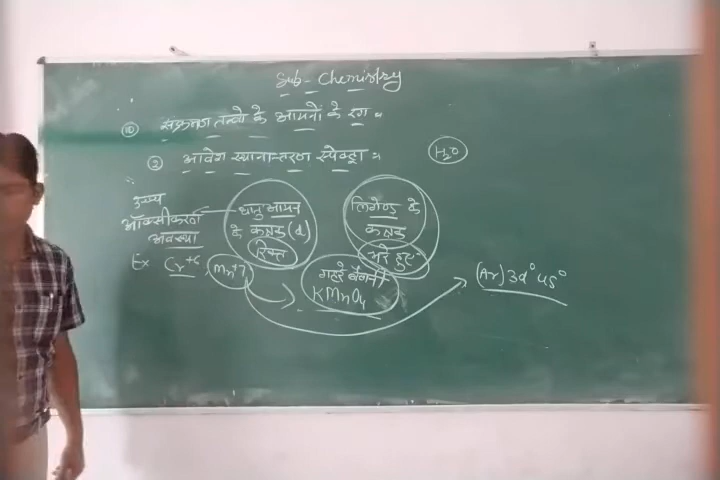 Sub- Chemistry
⑩ संक्रमण तत्वो के आयनों के रंग =
② आवेश स्थानान्तरण स्पेक्ट्रा =
H₂O
उच्च
ऑक्सीकरण
अवस्था
धातु आयन
के कक्षक (d)
रिक्त
लिगेण्ड के
कक्षक
भरे हुए
Ex Cr⁺⁶, Mn⁺⁷
गहरे बैगनी
KMnO₄
(Ar) 3d⁰ 4s⁰